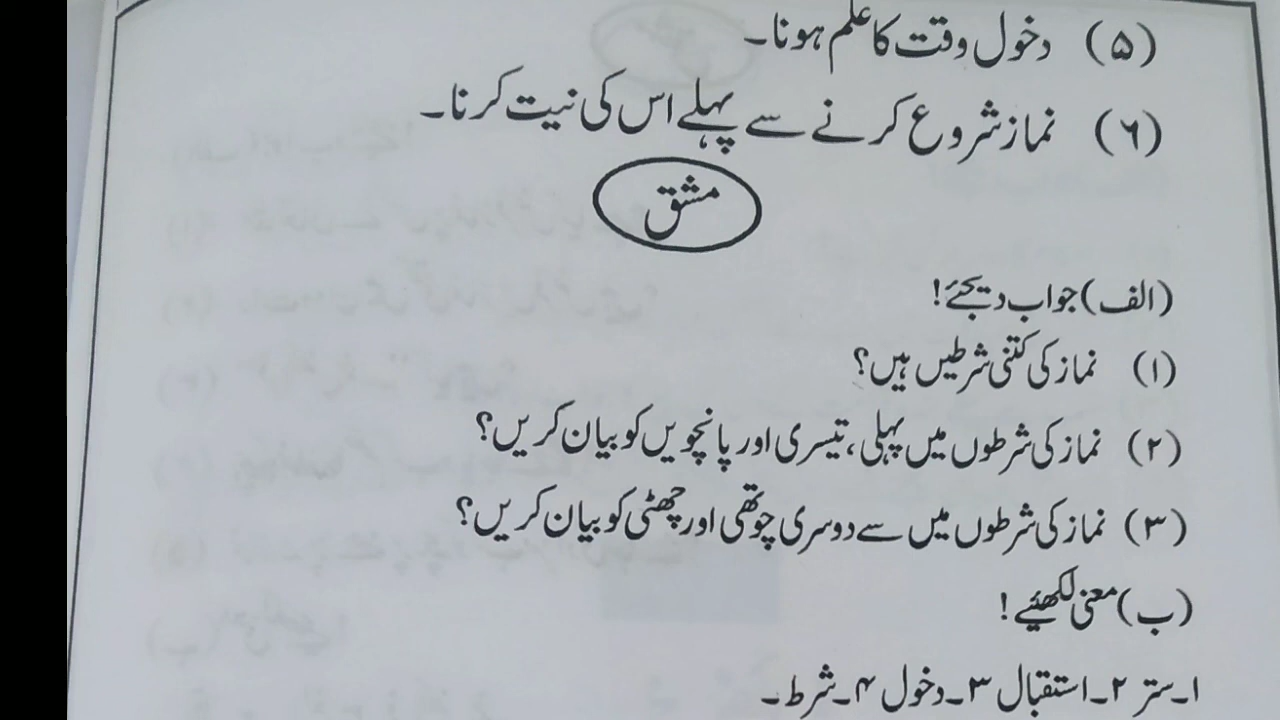 (۵) دخول وقت کا علم ہونا۔
(۶) نماز شروع کرنے سے پہلے اس کی نیت کرنا۔
مشق
(الف) جواب دیجئے!
(۱) نماز کی کتنی شرطیں ہیں؟
(۲) نماز کی شرطوں میں پہلی، تیسری اور پانچویں کو بیان کریں؟
(۳) نماز کی شرطوں میں سے دوسری چوتھی اور چھٹی کو بیان کریں؟
(ب) معنی لکھئیے!
۱۔ستر ۲۔استقبال ۳۔دخول ۴۔شرط۔